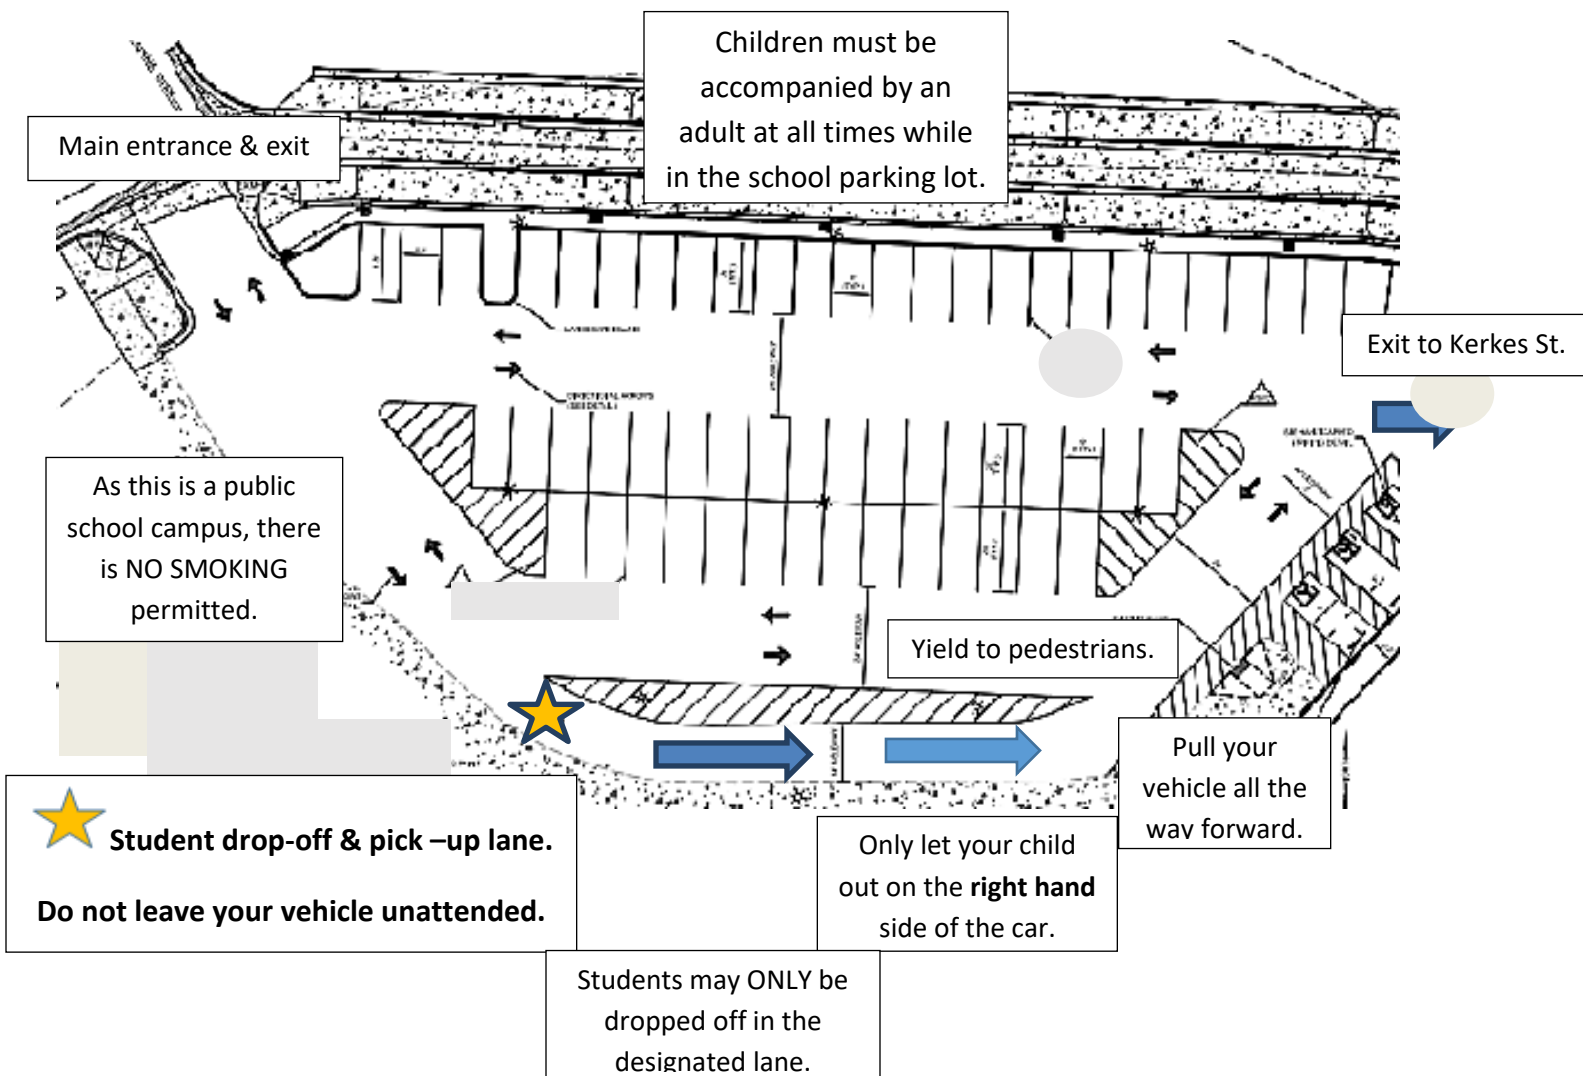 Children must be
accompanied by an
adult at all times while
in the school parking lot.
Main entrance & exit
Exit to Kerkes St.
As this is a public
school campus, there
is NO SMOKING
permitted.
Yield to pedestrians.
Pull your
vehicle all the
way forward.
Student drop-off & pick –up lane.
Do not leave your vehicle unattended.
Only let your child
out on the right hand
side of the car.
Students may ONLY be
dropped off in the
designated lane.